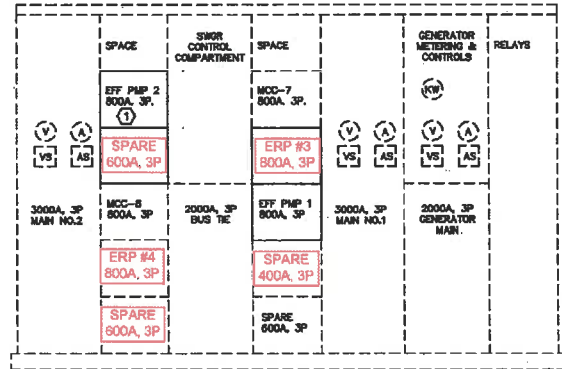 SPACE
SWGR
CONTROL
COMPARTMENT
SPACE
GENERATOR
METERING &
CONTROLS
RELAYS
EFF PMP 2
800A, 3P.
1
MCC-7
800A, 3P.
KW
V
A
VS
AS
SPARE
600A, 3P
ERP #3
800A, 3P
V
A
VS
AS
V
A
VS
AS
3000A, 3P
MAIN NO.2
MCC-8
800A, 3P
2000A, 3P
BUS TIE
EFF PMP 1
800A, 3P
3000A, 3P
MAIN NO.1
2000A, 3P
GENERATOR
MAIN
ERP #4
800A, 3P
SPARE
400A, 3P
SPARE
600A, 3P
SPARE
600A, 3P